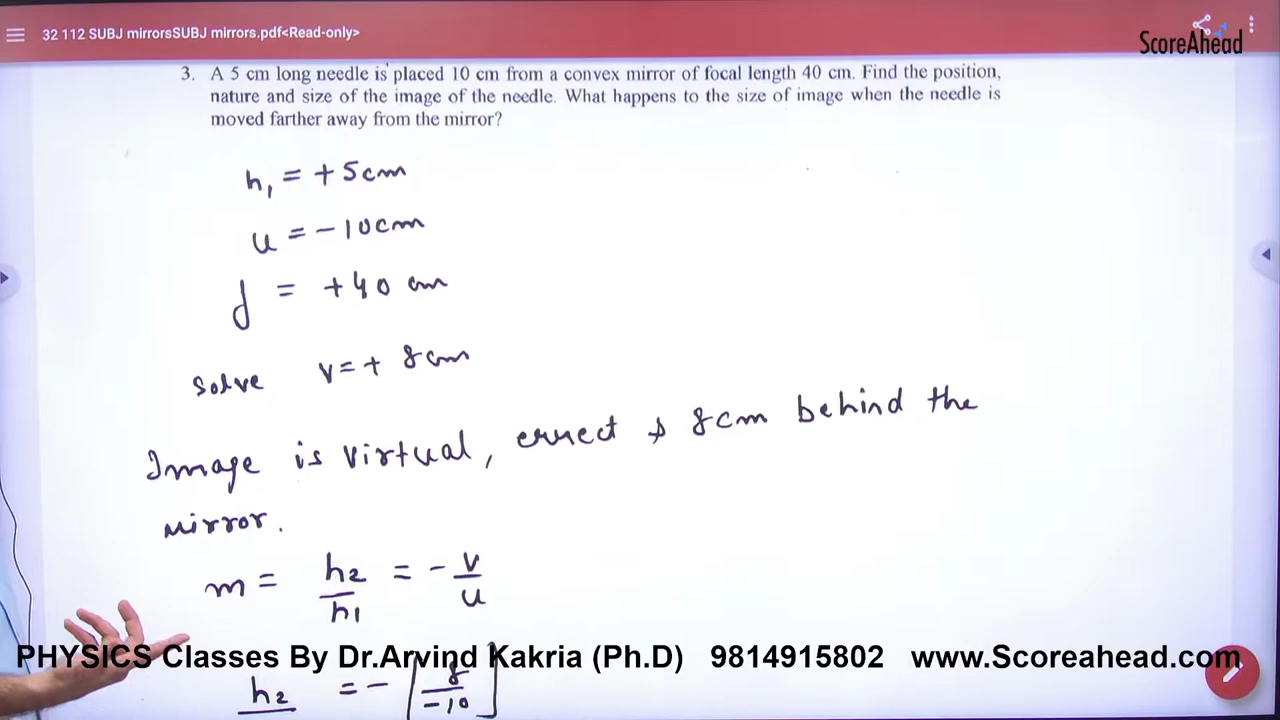 32 112 SUBJ mirrorsSUBJ mirrors.pdf<Read-only>
ScoreAhead
3. A 5 cm long needle is placed 10 cm from a convex mirror of focal length 40 cm. Find the position,
nature and size of the image of the needle. What happens to the size of image when the needle is
moved farther away from the mirror?
h₁ = +5cm
u = -10cm
f = +40 cm
Solve v = + 8cm
Image is virtual, errect & 8cm behind the
mirror.
m = h₂/h₁ = - v/u
PHYSICS Classes By Dr.Arvind Kakria (Ph.D) 9814915802 www.Scoreahead.com
h₂ = - [8/-10]